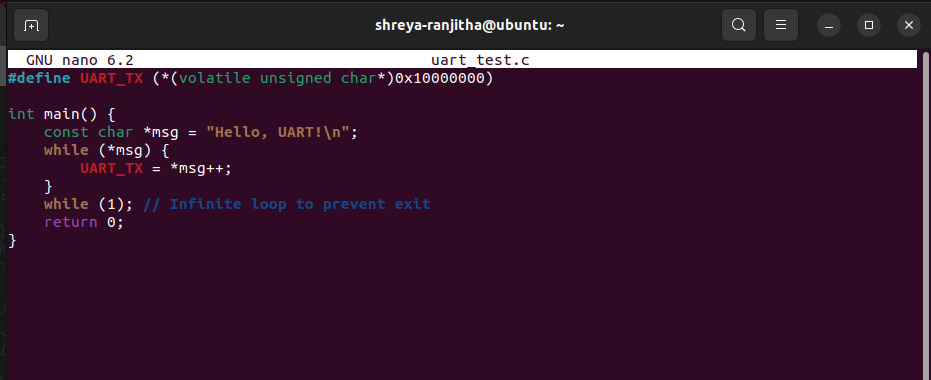 shreya-ranjitha@ubuntu: ~
GNU nano 6.2 uart_test.c
#define UART_TX (*(volatile unsigned char*)0x10000000)
int main() {
    const char *msg = "Hello, UART!\n";
    while (*msg) {
        UART_TX = *msg++;
    }
    while (1); // Infinite loop to prevent exit
    return 0;
}